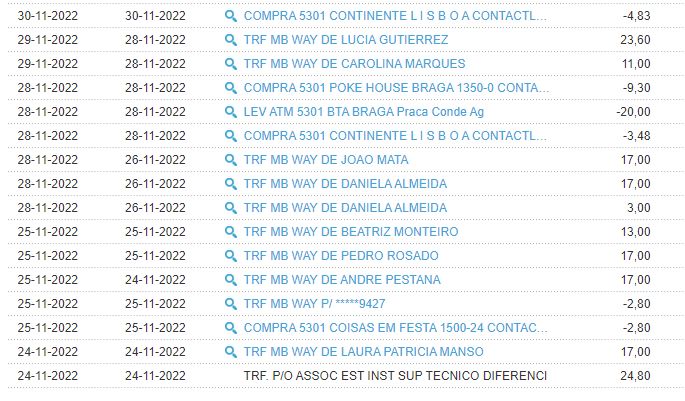 30-11-2022 30-11-2022 COMPRA 5301 CONTINENTE L I S B O A CONTACTL... -4,83
29-11-2022 28-11-2022 TRF MB WAY DE LUCIA GUTIERREZ 23,60
29-11-2022 28-11-2022 TRF MB WAY DE CAROLINA MARQUES 11,00
28-11-2022 28-11-2022 COMPRA 5301 POKE HOUSE BRAGA 1350-0 CONTA... -9,30
28-11-2022 28-11-2022 LEV ATM 5301 BTA BRAGA Praca Conde Ag -20,00
28-11-2022 28-11-2022 COMPRA 5301 CONTINENTE L I S B O A CONTACTL... -3,48
28-11-2022 26-11-2022 TRF MB WAY DE JOAO MATA 17,00
28-11-2022 26-11-2022 TRF MB WAY DE DANIELA ALMEIDA 17,00
28-11-2022 26-11-2022 TRF MB WAY DE DANIELA ALMEIDA 3,00
25-11-2022 25-11-2022 TRF MB WAY DE BEATRIZ MONTEIRO 13,00
25-11-2022 25-11-2022 TRF MB WAY DE PEDRO ROSADO 17,00
25-11-2022 24-11-2022 TRF MB WAY DE ANDRE PESTANA 17,00
25-11-2022 25-11-2022 TRF MB WAY P/ *****9427 -2,80
25-11-2022 25-11-2022 COMPRA 5301 COISAS EM FESTA 1500-24 CONTAC... -2,80
24-11-2022 24-11-2022 TRF MB WAY DE LAURA PATRICIA MANSO 17,00
24-11-2022 24-11-2022 TRF. P/O ASSOC EST INST SUP TECNICO DIFERENCI 24,80